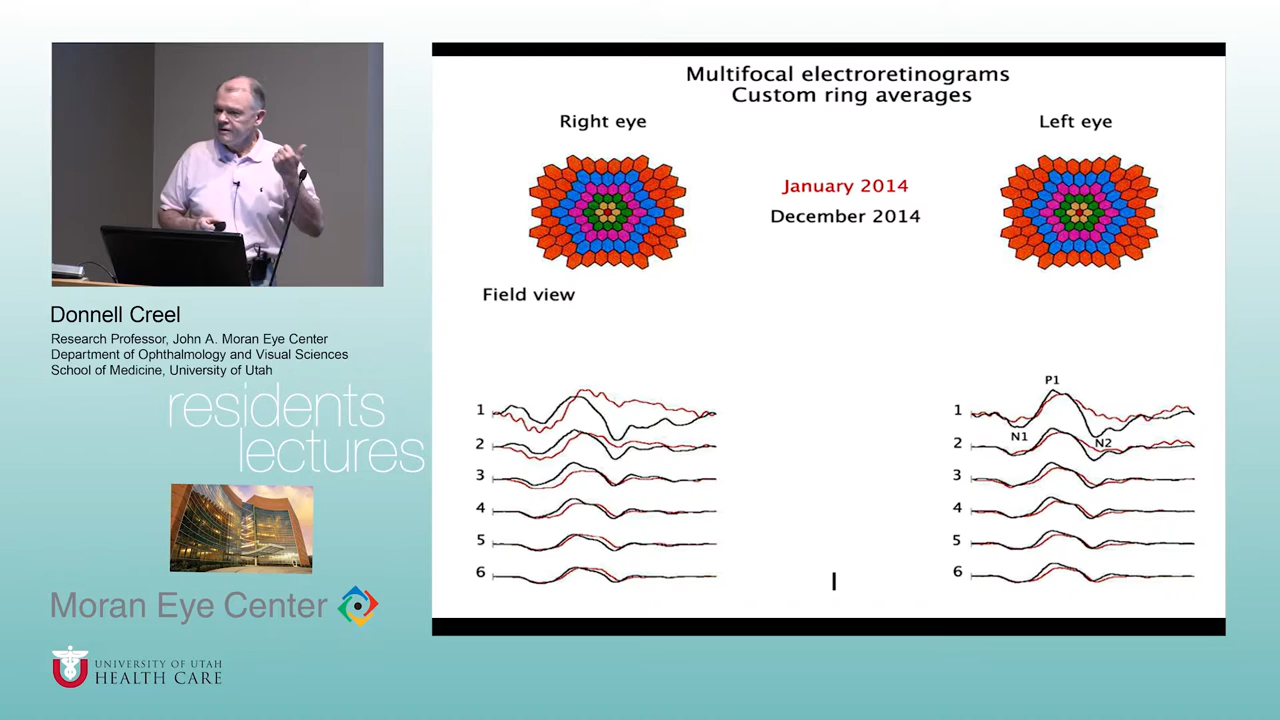 Donnell Creel
Research Professor, John A. Moran Eye Center
Department of Ophthalmology and Visual Sciences
School of Medicine, University of Utah
residents
lectures
Moran Eye Center
UNIVERSITY OF UTAH
HEALTH CARE
Multifocal electroretinograms
Custom ring averages
Right eye
Left eye
January 2014
December 2014
Field view
1
2
3
4
5
6
P1
1
N1
N2
2
3
4
5
6